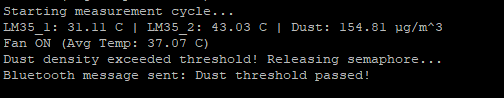 Starting measurement cycle...
LM35_1: 31.11 C | LM35_2: 43.03 C | Dust: 154.81 µg/m^3
Fan ON (Avg Temp: 37.07 C)
Dust density exceeded threshold! Releasing semaphore...
Bluetooth message sent: Dust threshold passed!